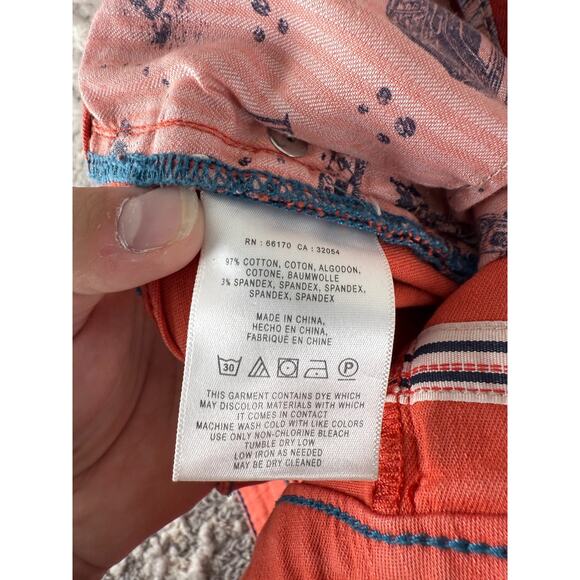 RN : 66170 CA : 32054
97% COTTON, COTON, ALGODON,
COTONE, BAUMWOLLE
3% SPANDEX, SPANDEX, SPANDEX,
SPANDEX, SPANDEX
MADE IN CHINA,
HECHO EN CHINA,
FABRIQUÉ EN CHINE
30 P
THIS GARMENT CONTAINS DYE WHICH
MAY DISCOLOR MATERIALS WITH WHICH
IT COMES IN CONTACT
MACHINE WASH COLD WITH LIKE COLORS
USE ONLY NON-CHLORINE BLEACH
TUMBLE DRY LOW
LOW IRON AS NEEDED
MAY BE DRY CLEANED